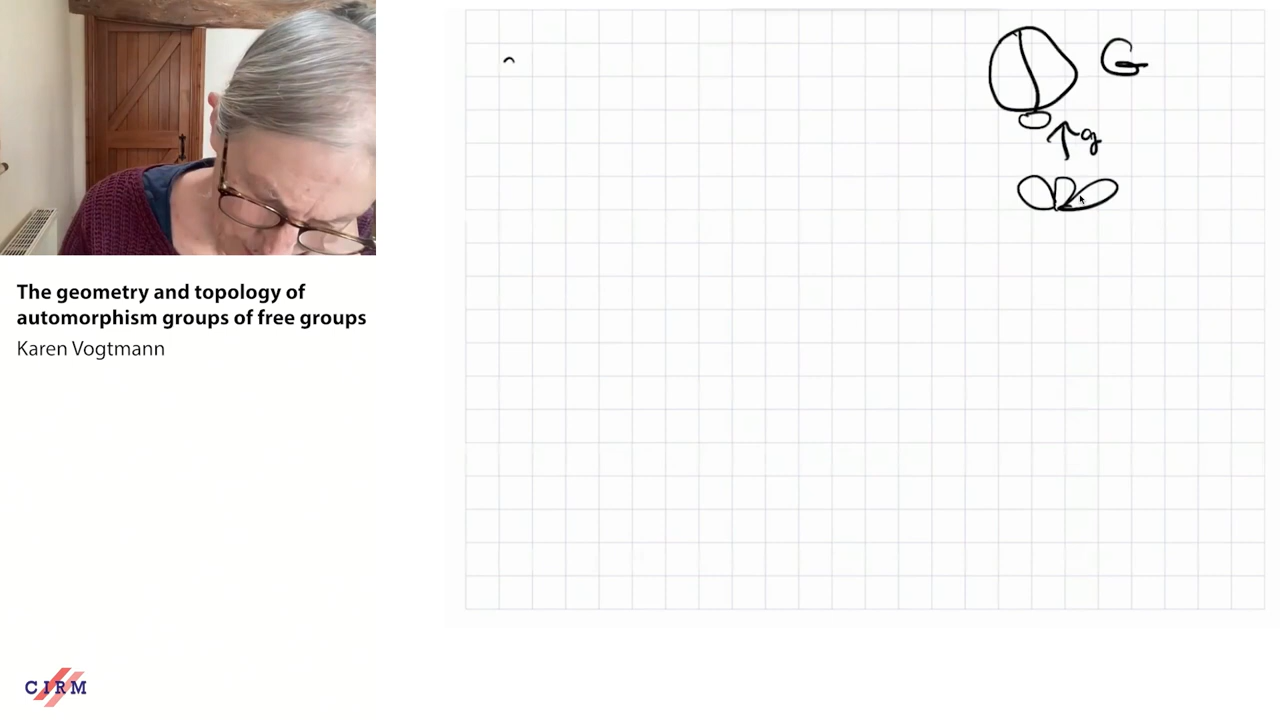 G
g
The geometry and topology of
automorphism groups of free groups
Karen Vogtmann
CIRM